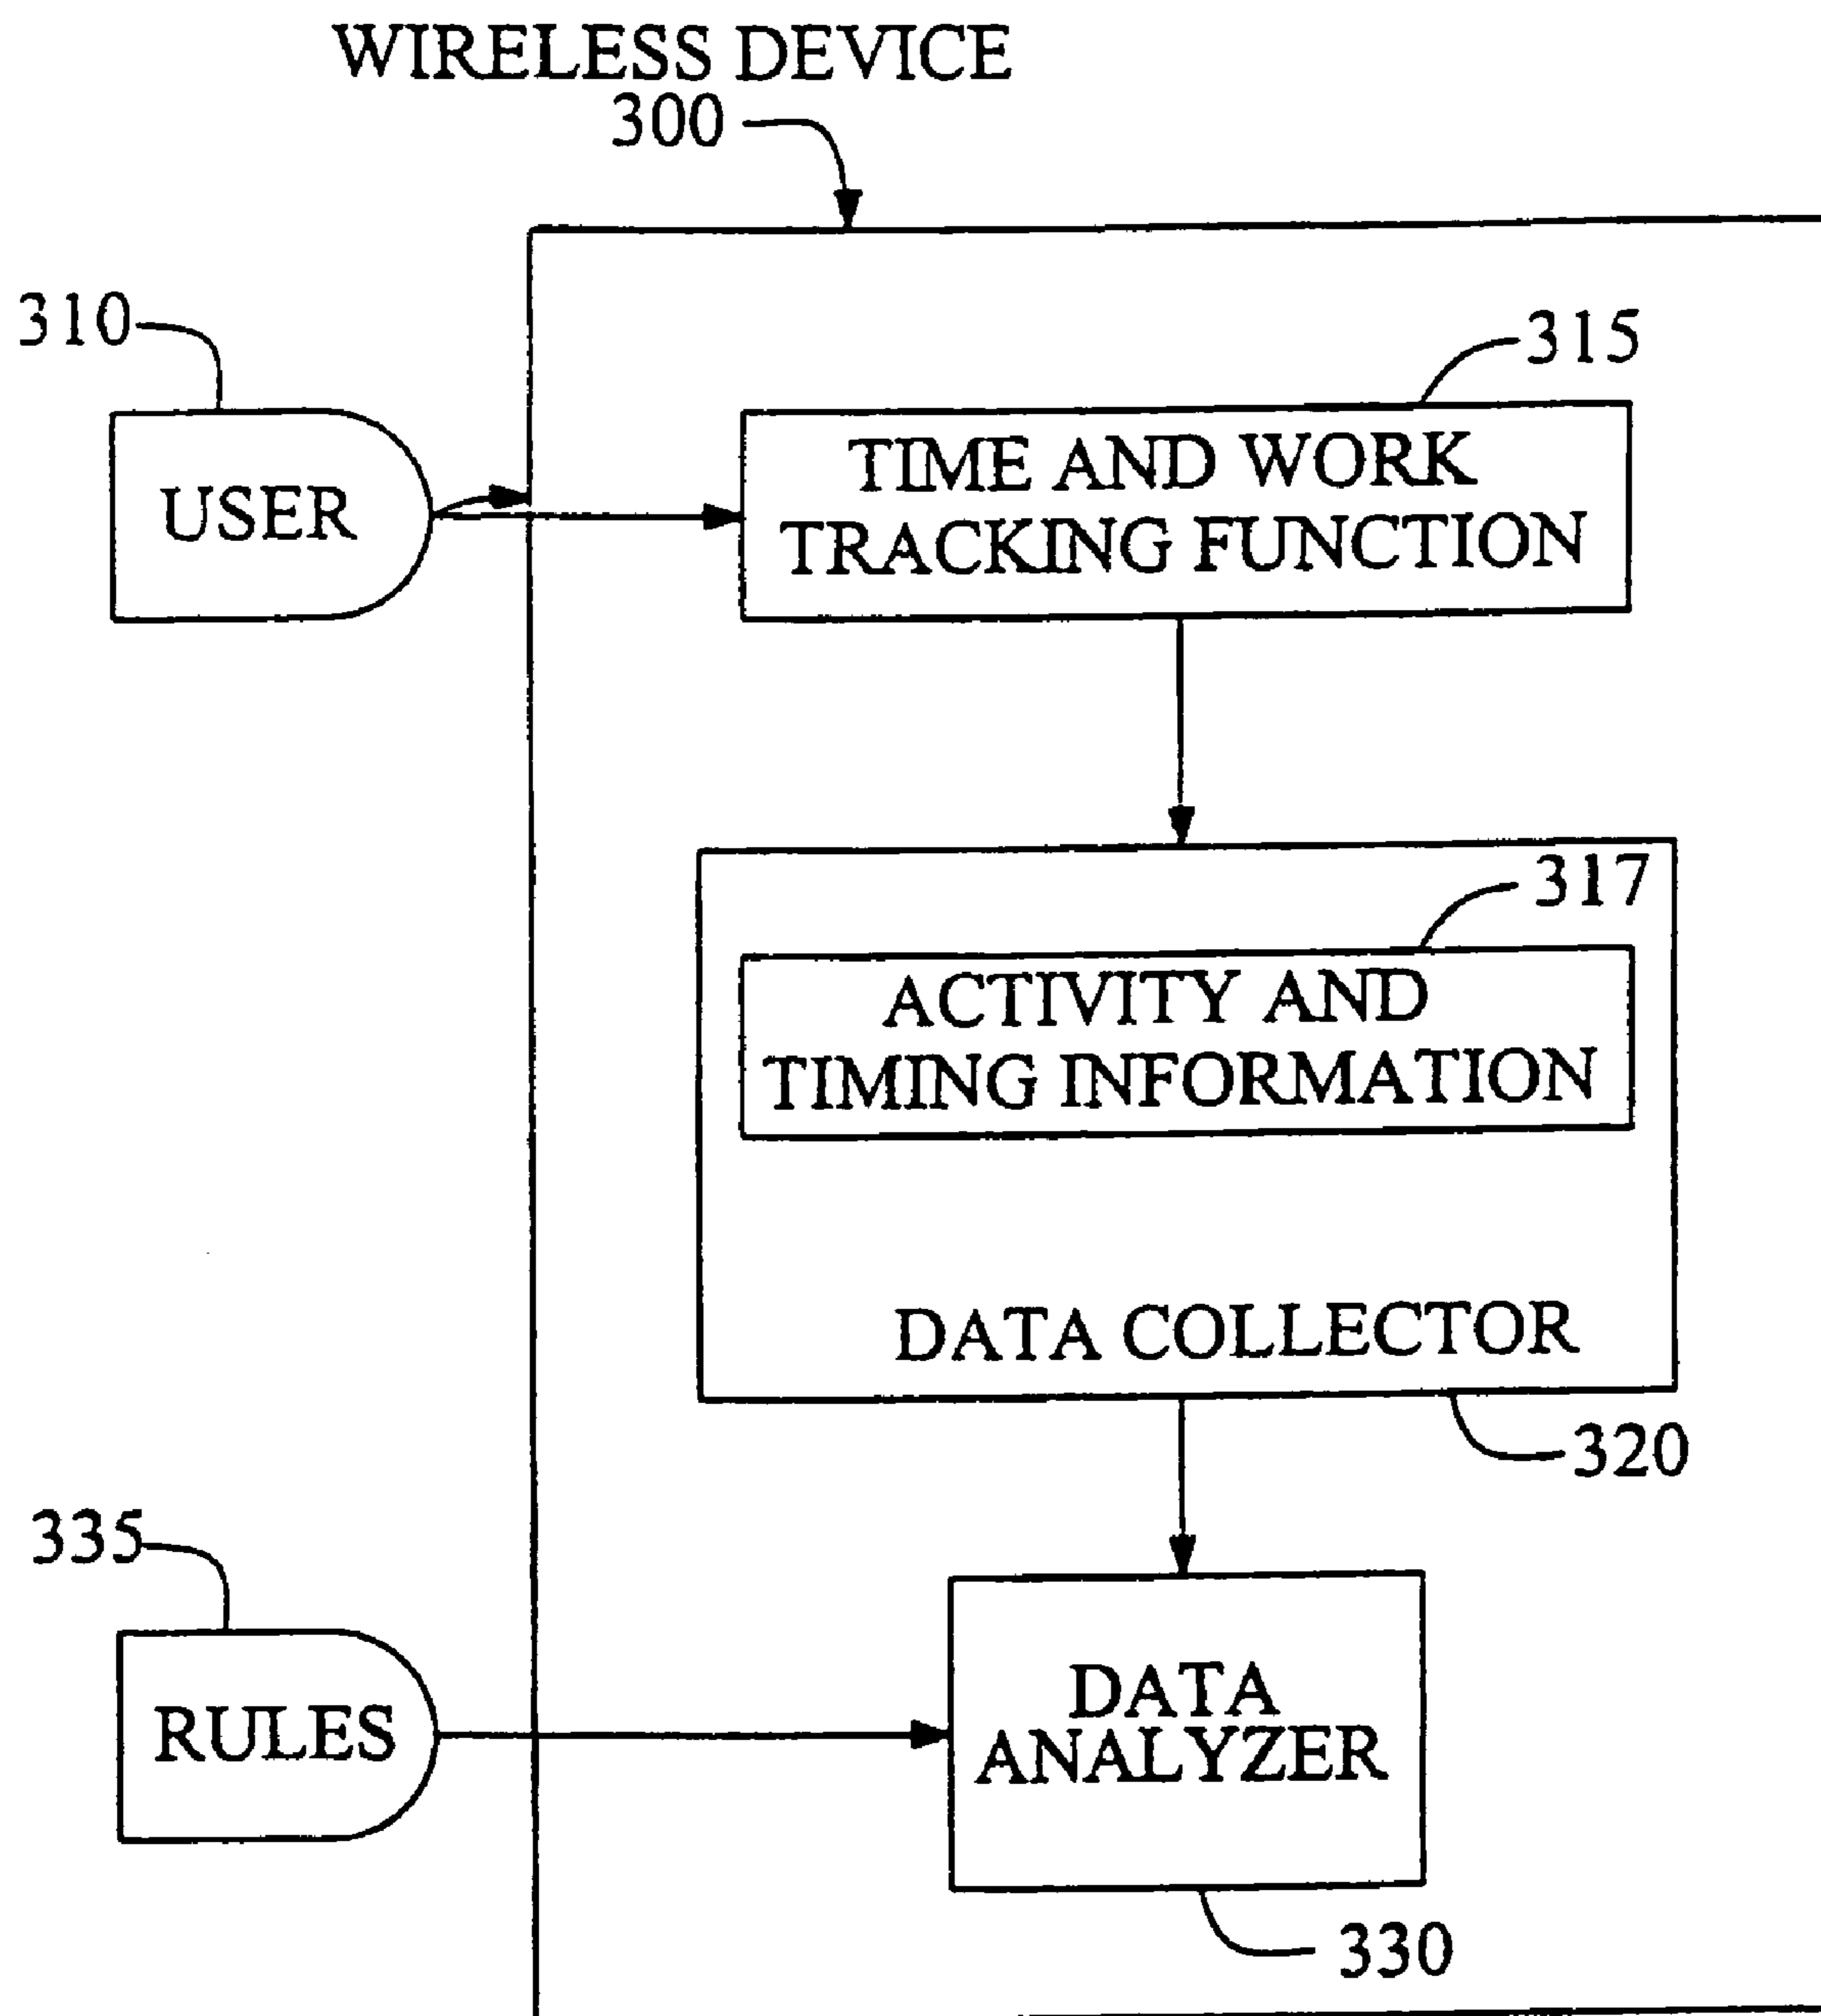 WIRELESS DEVICE
300
310
315
USER
TIME AND WORK
TRACKING FUNCTION
317
ACTIVITY AND
TIMING INFORMATION
DATA COLLECTOR
320
335
RULES
DATA
ANALYZER
330